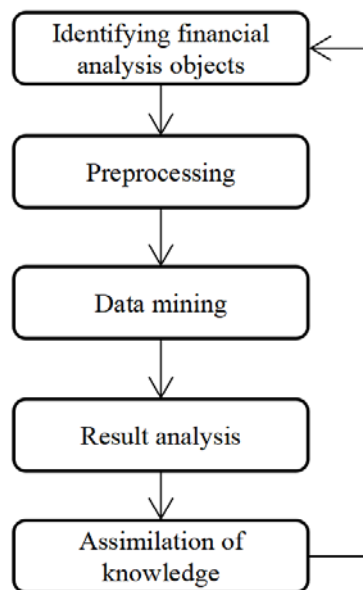 Identifying financial
analysis objects
Preprocessing
Data mining
Result analysis
Assimilation of
knowledge